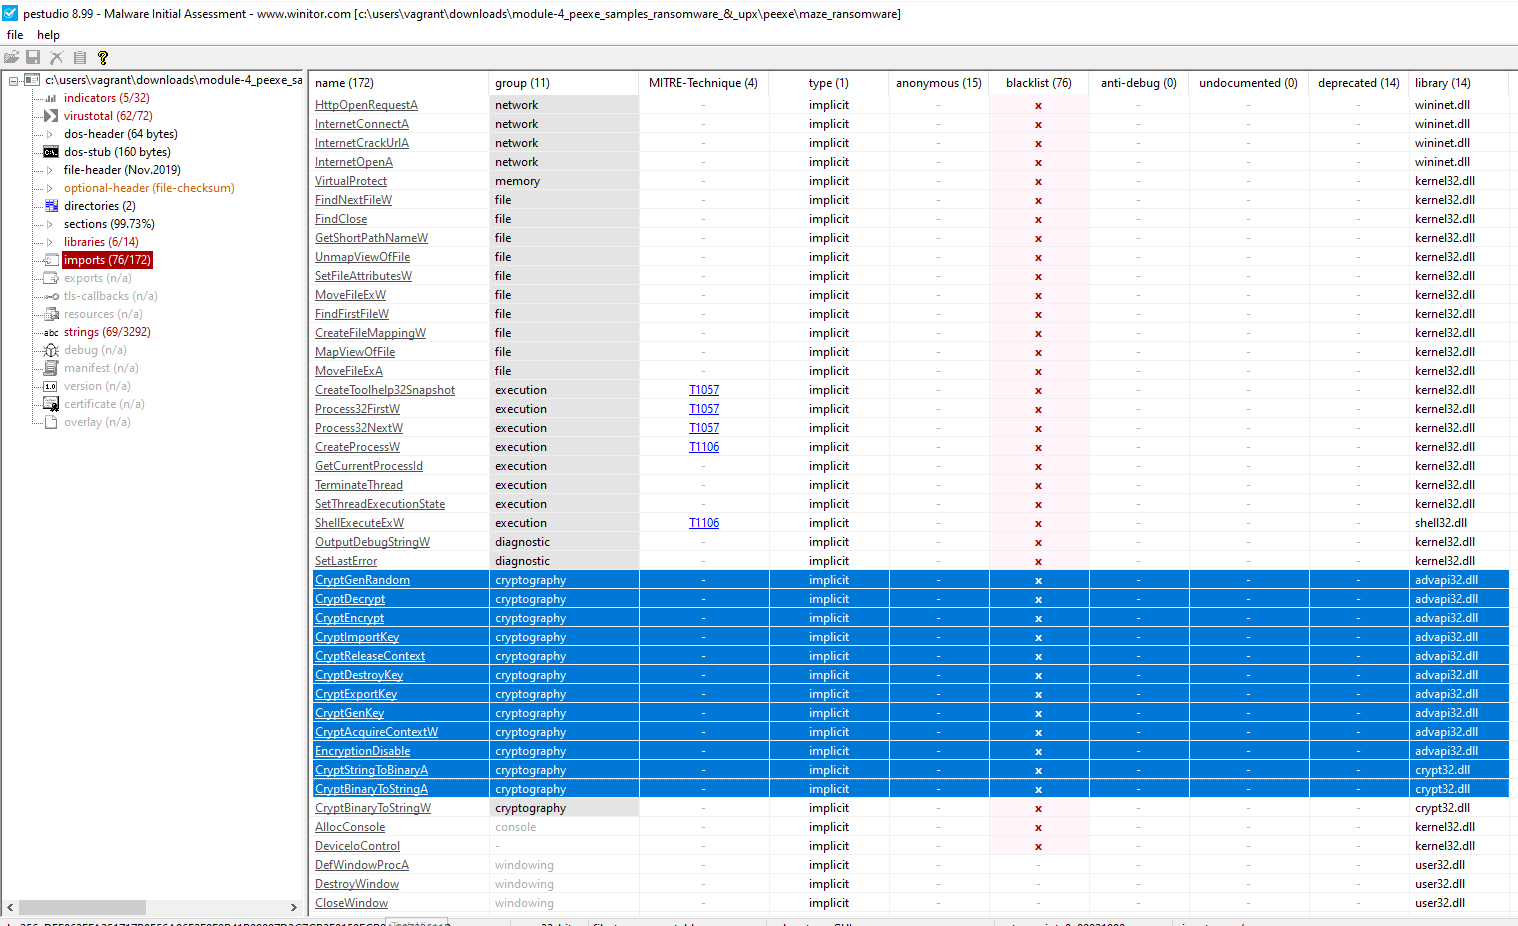 pestudio 8.99 - Malware Initial Assessment - www.winitor.com [c:\users\vagrant\downloads\module-4_peexe_samples_ransomware_&_upx\peexe\maze_ransomware]
file help
c:\users\vagrant\downloads\module-4_peexe_sa
indicators (5/32)
virustotal (62/72)
dos-header (64 bytes)
dos-stub (160 bytes)
file-header (Nov.2019)
optional-header (file-checksum)
directories (2)
sections (99.73%)
libraries (6/14)
imports (76/172)
exports (n/a)
tls-callbacks (n/a)
resources (n/a)
abc strings (69/3292)
debug (n/a)
manifest (n/a)
1.0 version (n/a)
certificate (n/a)
overlay (n/a)
name (172) group (11) MITRE-Technique (4) type (1) anonymous (15) blacklist (76) anti-debug (0) undocumented (0) deprecated (14) library (14)
HttpOpenRequestA network - implicit - x - - - wininet.dll
InternetConnectA network - implicit - x - - - wininet.dll
InternetCrackUrlA network - implicit - x - - - wininet.dll
InternetOpenA network - implicit - x - - - wininet.dll
VirtualProtect memory - implicit - x - - - kernel32.dll
FindNextFileW file - implicit - x - - - kernel32.dll
FindClose file - implicit - x - - - kernel32.dll
GetShortPathNameW file - implicit - x - - - kernel32.dll
UnmapViewOfFile file - implicit - x - - - kernel32.dll
SetFileAttributesW file - implicit - x - - - kernel32.dll
MoveFileExW file - implicit - x - - - kernel32.dll
FindFirstFileW file - implicit - x - - - kernel32.dll
CreateFileMappingW file - implicit - x - - - kernel32.dll
MapViewOfFile file - implicit - x - - - kernel32.dll
MoveFileExA file - implicit - x - - - kernel32.dll
CreateToolhelp32Snapshot execution T1057 implicit - x - - - kernel32.dll
Process32FirstW execution T1057 implicit - x - - - kernel32.dll
Process32NextW execution T1057 implicit - x - - - kernel32.dll
CreateProcessW execution T1106 implicit - x - - - kernel32.dll
GetCurrentProcessId execution - implicit - x - - - kernel32.dll
TerminateThread execution - implicit - x - - - kernel32.dll
SetThreadExecutionState execution - implicit - x - - - kernel32.dll
ShellExecuteExW execution T1106 implicit - x - - - shell32.dll
OutputDebugStringW diagnostic - implicit - x - - - kernel32.dll
SetLastError diagnostic - implicit - x - - - kernel32.dll
CryptGenRandom cryptography - implicit - x - - - advapi32.dll
CryptDecrypt cryptography - implicit - x - - - advapi32.dll
CryptEncrypt cryptography - implicit - x - - - advapi32.dll
CryptImportKey cryptography - implicit - x - - - advapi32.dll
CryptReleaseContext cryptography - implicit - x - - - advapi32.dll
CryptDestroyKey cryptography - implicit - x - - - advapi32.dll
CryptExportKey cryptography - implicit - x - - - advapi32.dll
CryptGenKey cryptography - implicit - x - - - advapi32.dll
CryptAcquireContextW cryptography - implicit - x - - - advapi32.dll
EncryptionDisable cryptography - implicit - x - - - advapi32.dll
CryptStringToBinaryA cryptography - implicit - x - - - crypt32.dll
CryptBinaryToStringA cryptography - implicit - x - - - crypt32.dll
CryptBinaryToStringW cryptography - implicit - x - - - crypt32.dll
AllocConsole console - implicit - x - - - kernel32.dll
DeviceIoControl - - implicit - x - - - kernel32.dll
DefWindowProcA windowing - implicit - - - - - user32.dll
DestroyWindow windowing - implicit - - - - - user32.dll
CloseWindow windowing - implicit - - - - - user32.dll